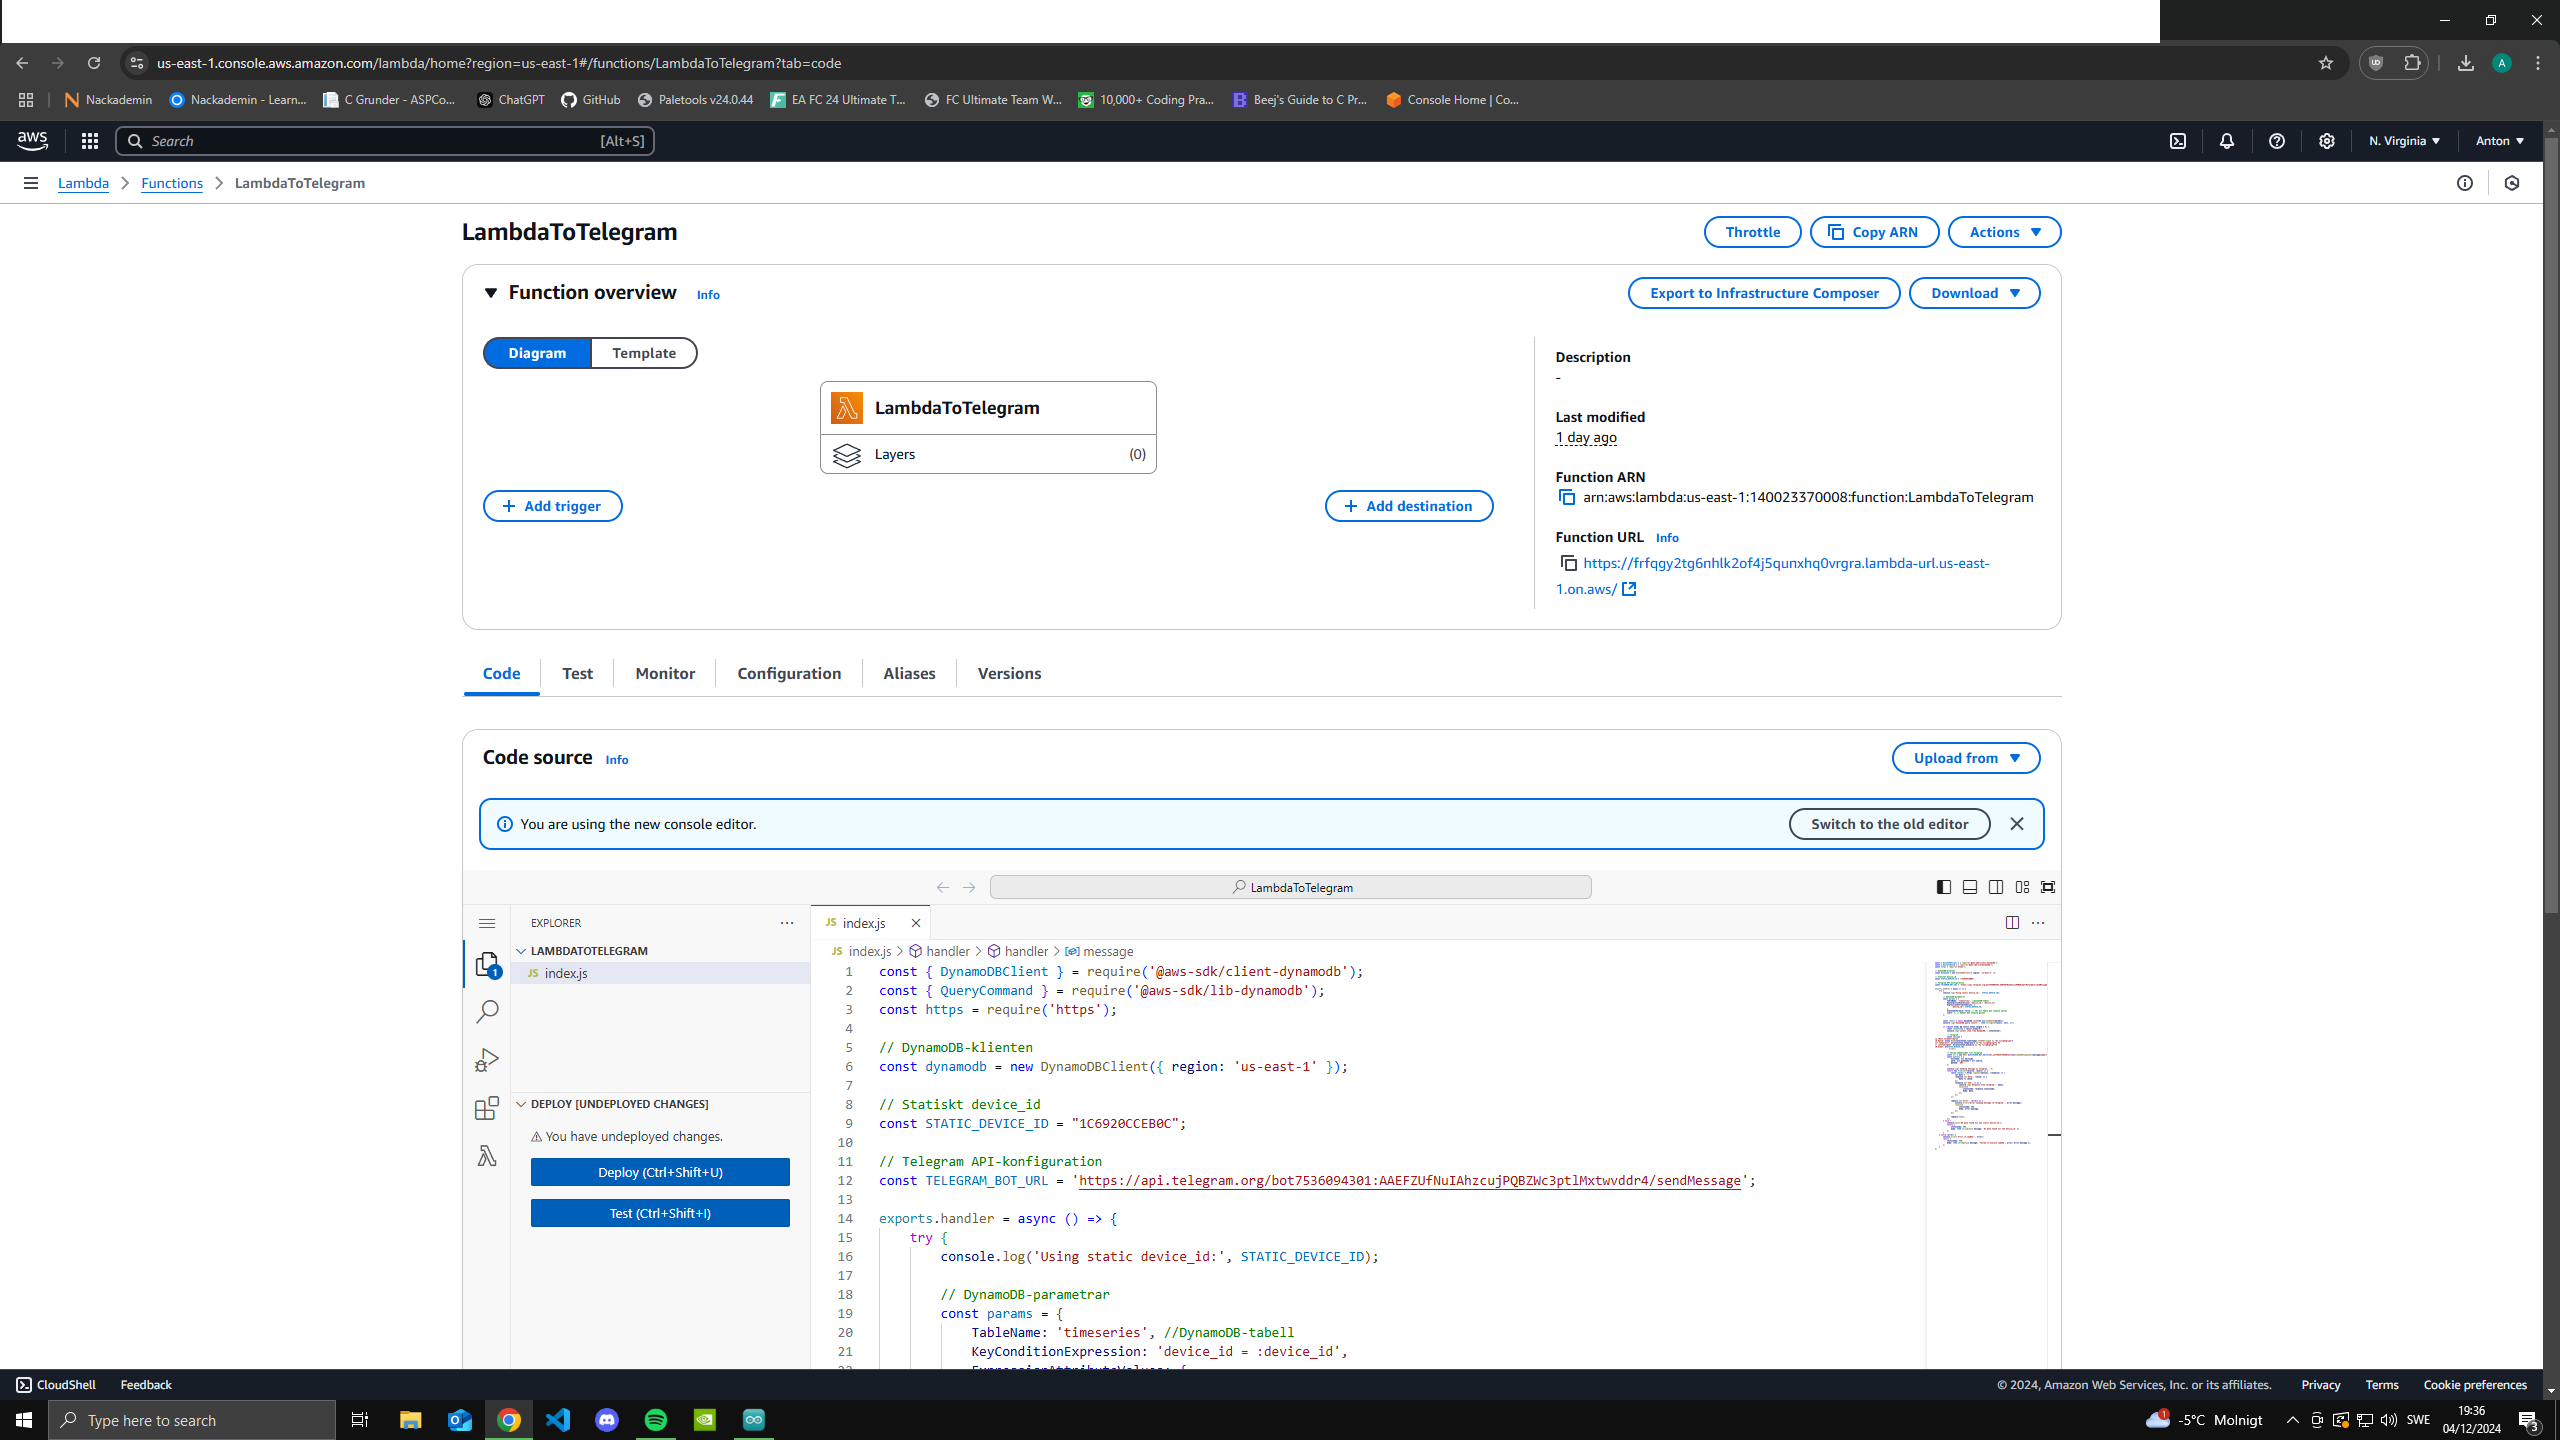 us-east-1.console.aws.amazon.com/lambda/home?region=us-east-1#/functions/LambdaToTelegram?tab=code
A
Nackademin
Nackademin - Learn...
C Grunder - ASPCo...
ChatGPT
GitHub
Paletools v24.0.44
EA FC 24 Ultimate T...
FC Ultimate Team W...
10,000+ Coding Pra...
Beej's Guide to C Pr...
Console Home | Co...
aws
Search
[Alt+S]
N. Virginia
Anton
Lambda
Functions
LambdaToTelegram
LambdaToTelegram
Throttle
Copy ARN
Actions
Function overview
Info
Export to Infrastructure Composer
Download
Diagram
Template
LambdaToTelegram
Layers
(0)
+ Add trigger
+ Add destination
Description
-
Last modified
1 day ago
Function ARN
arn:aws:lambda:us-east-1:140023370008:function:LambdaToTelegram
Function URL
Info
https://frfqgy2tg6nhlk2of4j5qunxhq0vrgra.lambda-url.us-east-
1.on.aws/
Code
Test
Monitor
Configuration
Aliases
Versions
Code source
Info
Upload from
You are using the new console editor.
Switch to the old editor
LambdaToTelegram
EXPLORER
LAMBDATOTELEGRAM
JS index.js
1
DEPLOY [UNDEPLOYED CHANGES]
You have undeployed changes.
Deploy (Ctrl+Shift+U)
Test (Ctrl+Shift+I)
JS index.js
JS index.js > handler > handler > message
1 const { DynamoDBClient } = require('@aws-sdk/client-dynamodb');
2 const { QueryCommand } = require('@aws-sdk/lib-dynamodb');
3 const https = require('https');
4
5 // DynamoDB-klienten
6 const dynamodb = new DynamoDBClient({ region: 'us-east-1' });
7
8 // Statiskt device_id
9 const STATIC_DEVICE_ID = "1C6920CCEB0C";
10
11 // Telegram API-konfiguration
12 const TELEGRAM_BOT_URL = 'https://api.telegram.org/bot7536094301:AAEFZUfNuIAhzcujPQBZWc3ptlMxtwvddr4/sendMessage';
13
14 exports.handler = async () => {
15 try {
16 console.log('Using static device_id:', STATIC_DEVICE_ID);
17
18 // DynamoDB-parametrar
19 const params = {
20 TableName: 'timeseries', //DynamoDB-tabell
21 KeyConditionExpression: 'device_id = :device_id',
CloudShell
Feedback
© 2024, Amazon Web Services, Inc. or its affiliates.
Privacy
Terms
Cookie preferences
Type here to search
1
-5°C Molnigt
SWE
19:36
04/12/2024
3